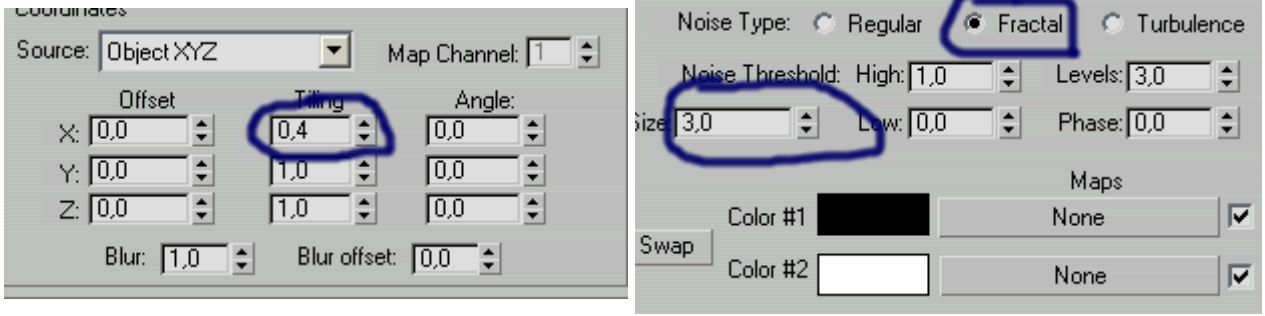 Coordinates
Source: Object XYZ Map Channel: 1
Offset Tiling Angle:
X: 0,0 0,4 0,0
Y: 0,0 1,0 0,0
Z: 0,0 1,0 0,0
Blur: 1,0 Blur offset: 0,0
Noise Type: Regular Fractal Turbulence
Noise Threshold: High: 1,0 Levels: 3,0
Size: 3,0 Low: 0,0 Phase: 0,0
Maps
Color #1 None
Swap
Color #2 None